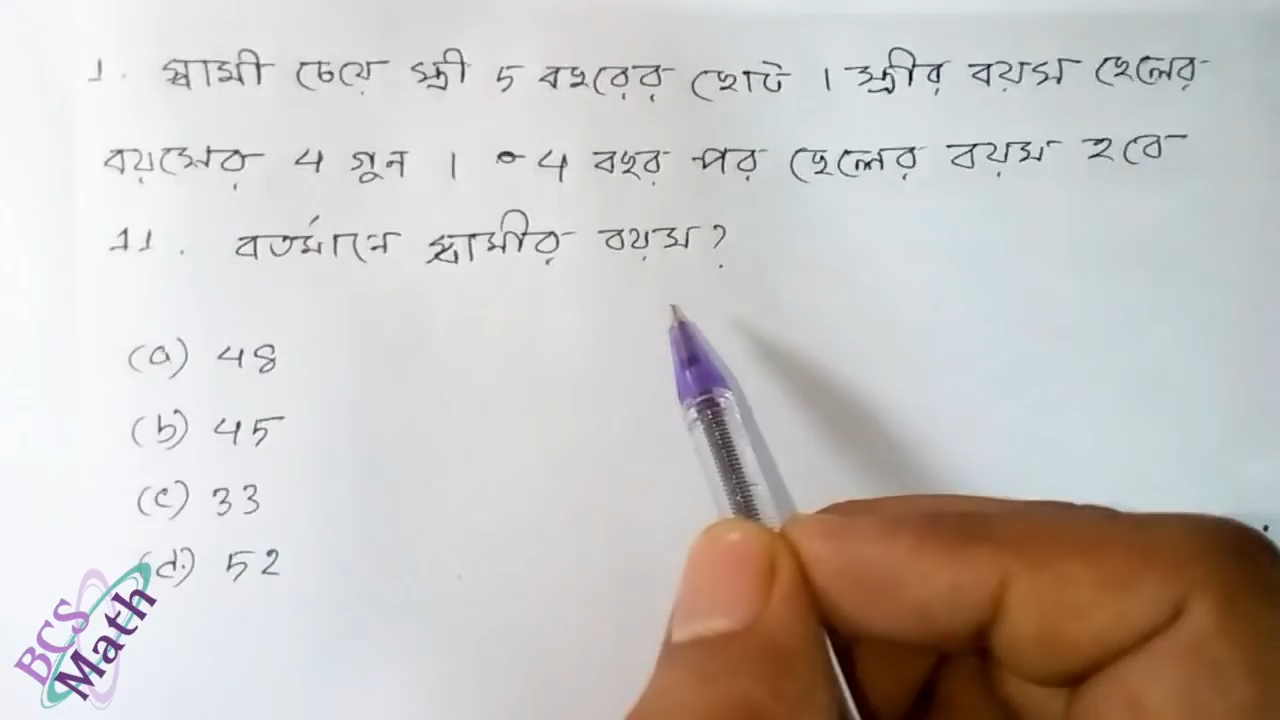 1. স্বামী চেয়ে স্ত্রী 5 বছরের ছোট । স্ত্রীর বয়স ছেলের
বয়সের 4 গুন । 4 বছর পর ছেলের বয়স হবে
11. বর্তমানে স্বামীর বয়স?
(a) 48
(b) 45
(c) 33
(d) 52
BCS
Math